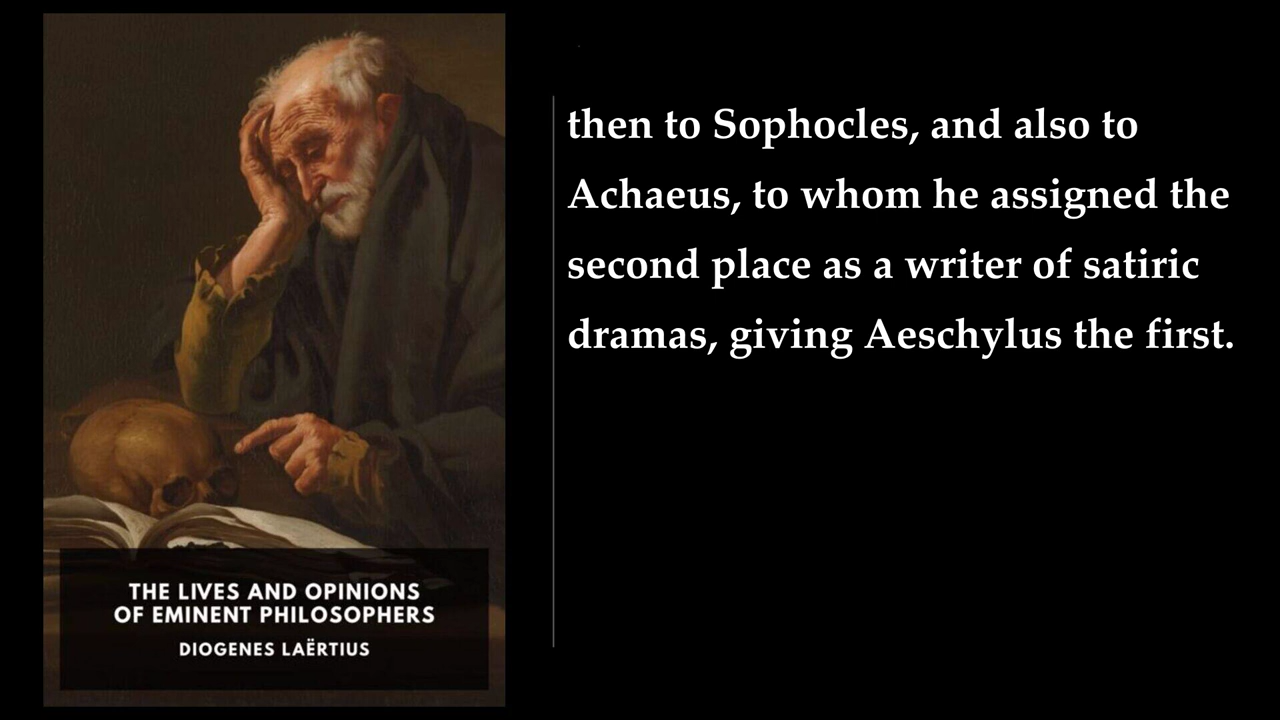 THE LIVES AND OPINIONS
OF EMINENT PHILOSOPHERS
DIOGENES LAËRTIUS
then to Sophocles, and also to
Achaeus, to whom he assigned the
second place as a writer of satiric
dramas, giving Aeschylus the first.